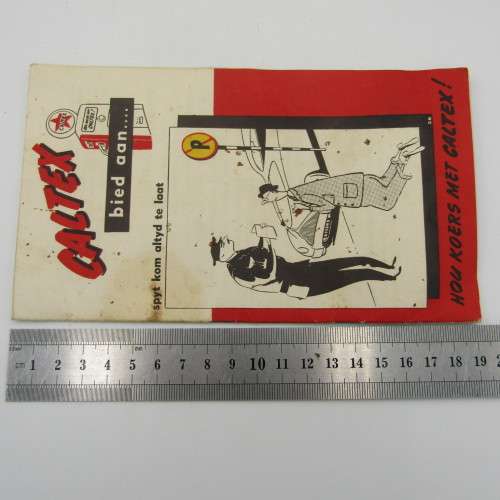 CALTEX
bied aan....
spyt kom altyd te laat
R
HOU KOERS MET CALTEX!
cm 1 2 3 4 5 6 7 8 9 10 11 12 13 14 15 16 17 18 19